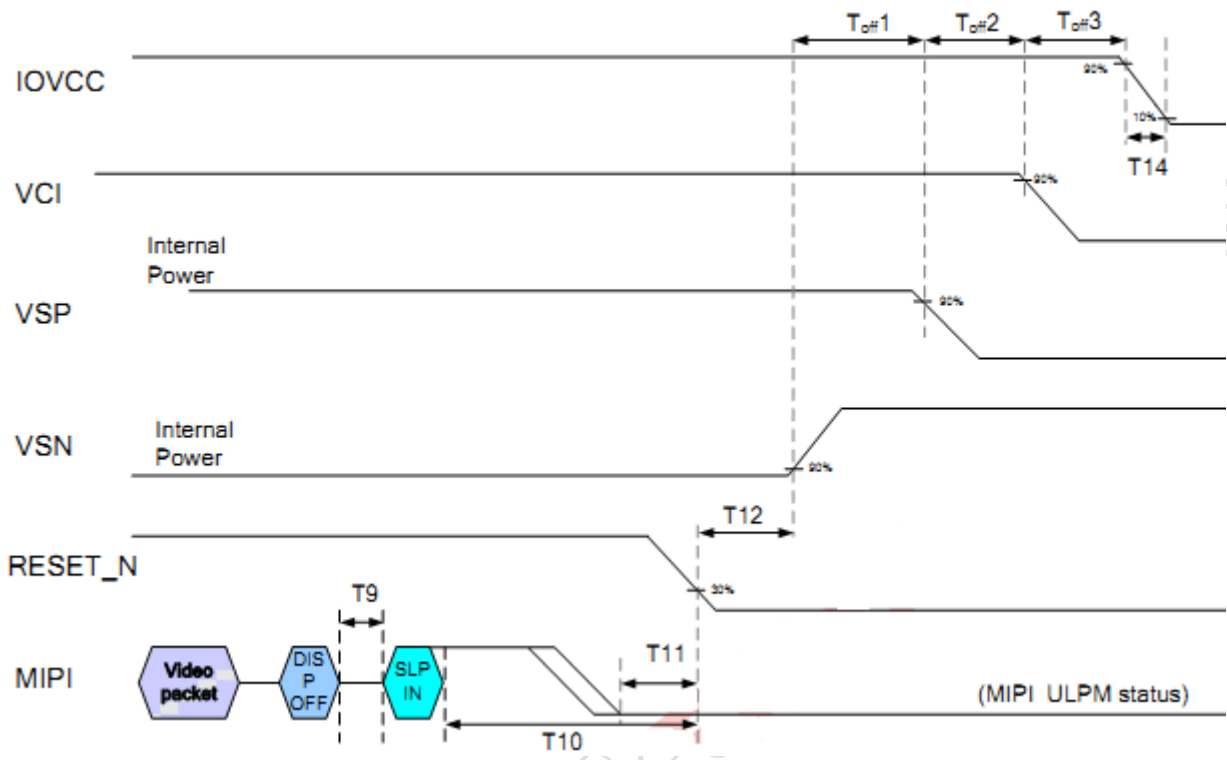 Toff1 Toff2 Toff3
IOVCC
90%
10%
T14
VCI
90%
Internal
Power
VSP
90%
VSN
Internal
Power
90%
T12
RESET_N
30%
T9
MIPI
Video
packet
DIS
P
OFF
SLP
IN
T11
(MIPI ULPM status)
T10